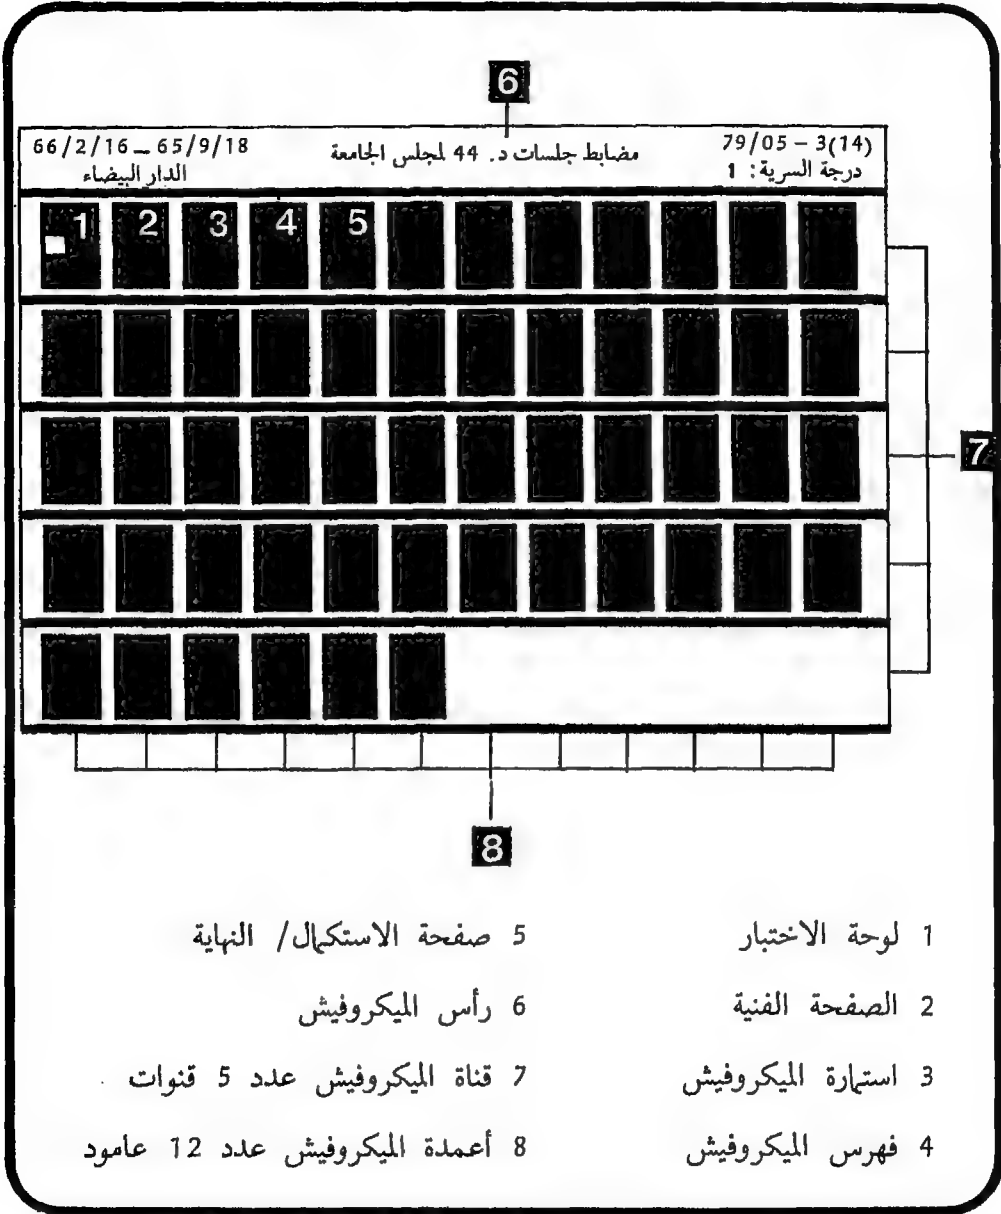 6
79/05 – 3(14) مضابط جلسات د. 44 لمجلس الجامعة 65/9/18 – 66/2/16
درجة السرية: 1 الدار البيضاء
1 2 3 4 5
7
8
1 لوحة الاختبار
2 الصفحة الفنية
3 استمارة الميكروفيش
4 فهرس الميكروفيش
5 صفحة الاستكمال/ النهاية
6 رأس الميكروفيش
7 قناة الميكروفيش عدد 5 قنوات
8 أعمدة الميكروفيش عدد 12 عامود